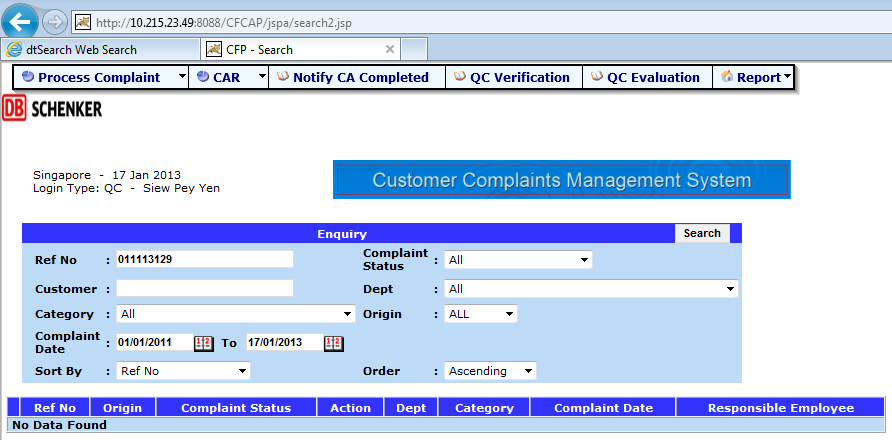 http://10.215.23.49:8088/CFCAP/jspa/search2.jsp
dtSearch Web Search CFP - Search ×
Process Complaint CAR Notify CA Completed QC Verification QC Evaluation Report
DB SCHENKER
Singapore - 17 Jan 2013
Login Type: QC - Siew Pey Yen
Customer Complaints Management System
Enquiry Search
Ref No : 011113129 Complaint Status : All
Customer : Dept : All
Category : All Origin : ALL
Complaint Date : 01/01/2011 To 17/01/2013
Sort By : Ref No Order : Ascending
Ref No Origin Complaint Status Action Dept Category Complaint Date Responsible Employee
No Data Found